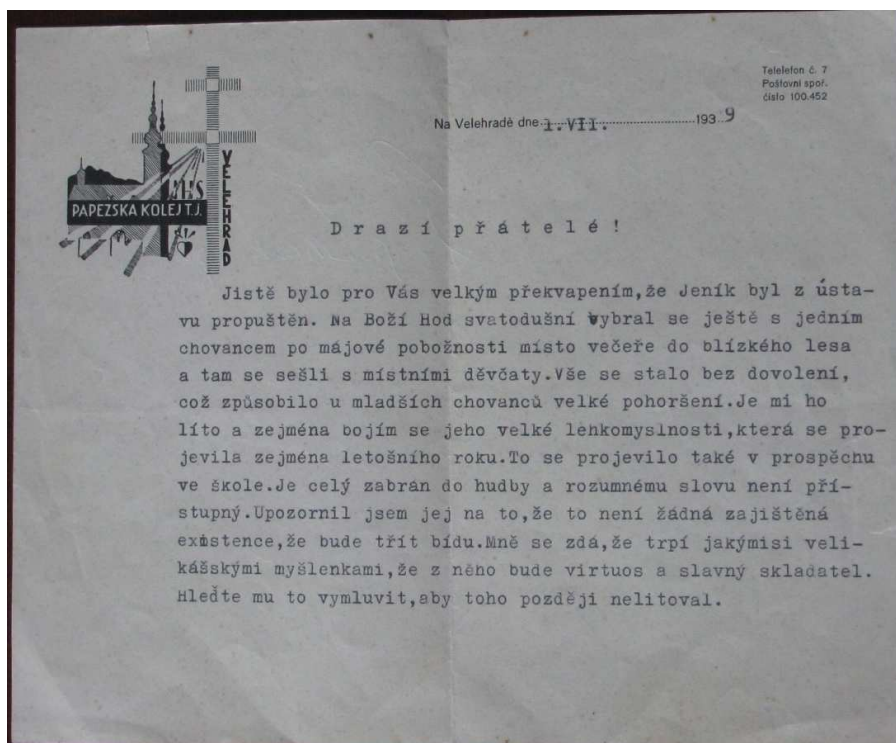 Telelefon č. 7
Poštovní spoř.
číslo 100.452
Na Velehradě dne 1.VII. 1939
IHS
PAPEZSKA KOLEJ T.J.
VELEHRAD
Drazí přátelé!
Jistě bylo pro Vás velkým překvapením,že Jeník byl z ústa-
vu propuštěn. Na Boží Hod svatodušní vybral se ještě s jedním
chovancem po májové pobožnosti místo večeře do blízkého lesa
a tam se sešli s místními děvčaty.Vše se stalo bez dovolení,
což způsobilo u mladších chovanců velké pohoršení.Je mi ho
líto a zejména bojím se jeho velké lehkomyslnosti,která se pro-
jevila zejména letošního roku.To se projevilo také v prospěchu
ve škole.Je celý zabrán do hudby a rozumnému slovu není pří-
stupný.Upozornil jsem jej na to,že to není žádná zajištěná
existence,že bude třít bídu.Mně se zdá,že trpí jakýmisi veli-
kášskými myšlenkami,že z něho bude virtuos a slavný skladatel.
Hleďte mu to vymluvit,aby toho později nelitoval.